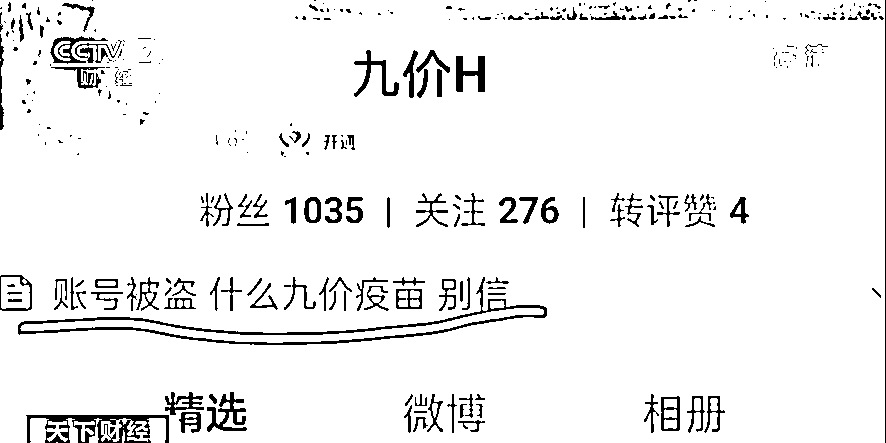 CCTV 2
财经
高清
九价H
开通
粉丝 1035 | 关注 276 | 转评赞 4
账号被盗 什么九价疫苗 别信
精选 微博 相册
天下财经